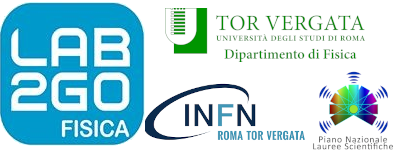 LAB
2GO
FISICA
TOR VERGATA
UNIVERSITÀ DEGLI STUDI DI ROMA
Dipartimento di Fisica
INFN
ROMA TOR VERGATA
Piano Nazionale
Lauree Scientifiche